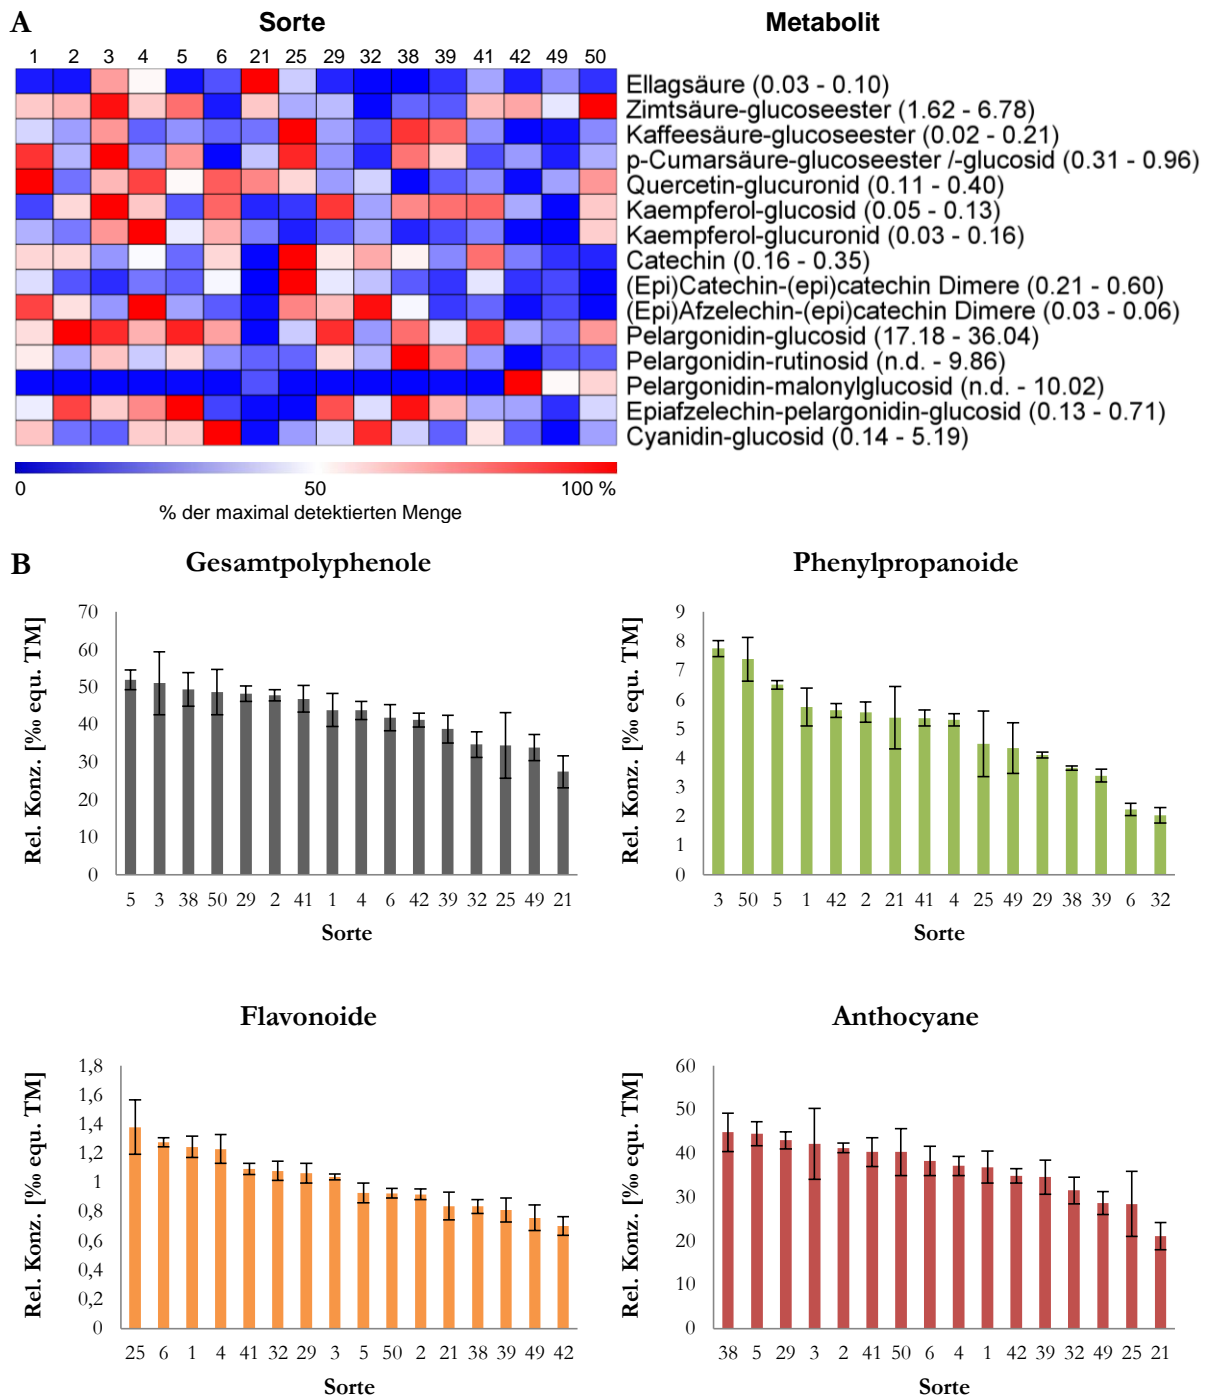 A Sorte Metabolit
1 2 3 4 5 6 21 25 29 32 38 39 41 42 49 50
Ellagsäure (0.03 - 0.10)
Zimtsäure-glucoseester (1.62 - 6.78)
Kaffeesäure-glucoseester (0.02 - 0.21)
p-Cumarsäure-glucoseester /-glucosid (0.31 - 0.96)
Quercetin-glucuronid (0.11 - 0.40)
Kaempferol-glucosid (0.05 - 0.13)
Kaempferol-glucuronid (0.03 - 0.16)
Catechin (0.16 - 0.35)
(Epi)Catechin-(epi)catechin Dimere (0.21 - 0.60)
(Epi)Afzelechin-(epi)catechin Dimere (0.03 - 0.06)
Pelargonidin-glucosid (17.18 - 36.04)
Pelargonidin-rutinosid (n.d. - 9.86)
Pelargonidin-malonylglucosid (n.d. - 10.02)
Epiafzelechin-pelargonidin-glucosid (0.13 - 0.71)
Cyanidin-glucosid (0.14 - 5.19)
0 50 100 %
% der maximal detektierten Menge
B
Gesamtpolyphenole
Rel. Konz. [‰ equ. TM]
70
60
50
40
30
20
10
0
5 3 38 50 29 2 41 1 4 6 42 39 32 25 49 21
Sorte
Phenylpropanoide
Rel. Konz. [‰ equ. TM]
9
8
7
6
5
4
3
2
1
0
3 50 5 1 42 2 21 41 4 25 49 29 38 39 6 32
Sorte
Flavonoide
Rel. Konz. [‰ equ. TM]
1,8
1,6
1,4
1,2
1
0,8
0,6
0,4
0,2
0
25 6 1 4 41 32 29 3 5 50 2 21 38 39 49 42
Sorte
Anthocyane
Rel. Konz. [‰ equ. TM]
60
50
40
30
20
10
0
38 5 29 3 2 41 50 6 4 1 42 39 32 49 25 21
Sorte